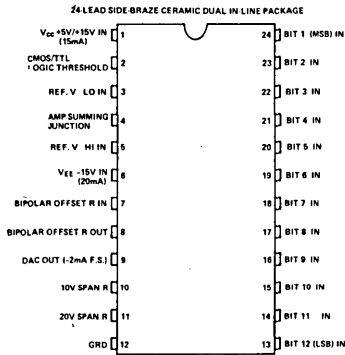 24-LEAD SIDE-BRAZE CERAMIC DUAL IN-LINE PACKAGE
VCC +5V/+15V IN 1
(15mA)
CMOS/TTL 2
LOGIC THRESHOLD
REF. V LO IN 3
AMP SUMMING 4
JUNCTION
REF. V HI IN 5
VEE -15V IN 6
(20mA)
BIPOLAR OFFSET R IN 7
BIPOLAR OFFSET R OUT 8
DAC OUT (-2mA F.S.) 9
10V SPAN R 10
20V SPAN R 11
GRD 12
24 BIT 1 (MSB) IN
23 BIT 2 IN
22 BIT 3 IN
21 BIT 4 IN
20 BIT 5 IN
19 BIT 6 IN
18 BIT 7 IN
17 BIT 8 IN
16 BIT 9 IN
15 BIT 10 IN
14 BIT 11 IN
13 BIT 12 (LSB) IN